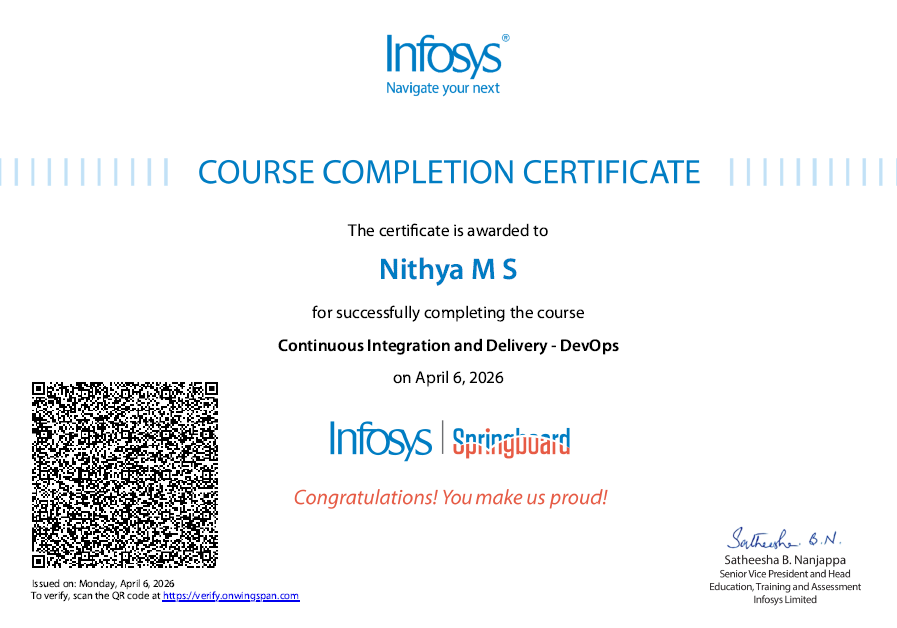 Infosys®
Navigate your next
COURSE COMPLETION CERTIFICATE
The certificate is awarded to
Nithya M S
for successfully completing the course
Continuous Integration and Delivery - DevOps
on April 6, 2026
Infosys | Springboard
Congratulations! You make us proud!
Issued on: Monday, April 6, 2026
To verify, scan the QR code at https://verify.onwingspan.com
Satheesha B.N.
Satheesha B. Nanjappa
Senior Vice President and Head
Education, Training and Assessment
Infosys Limited